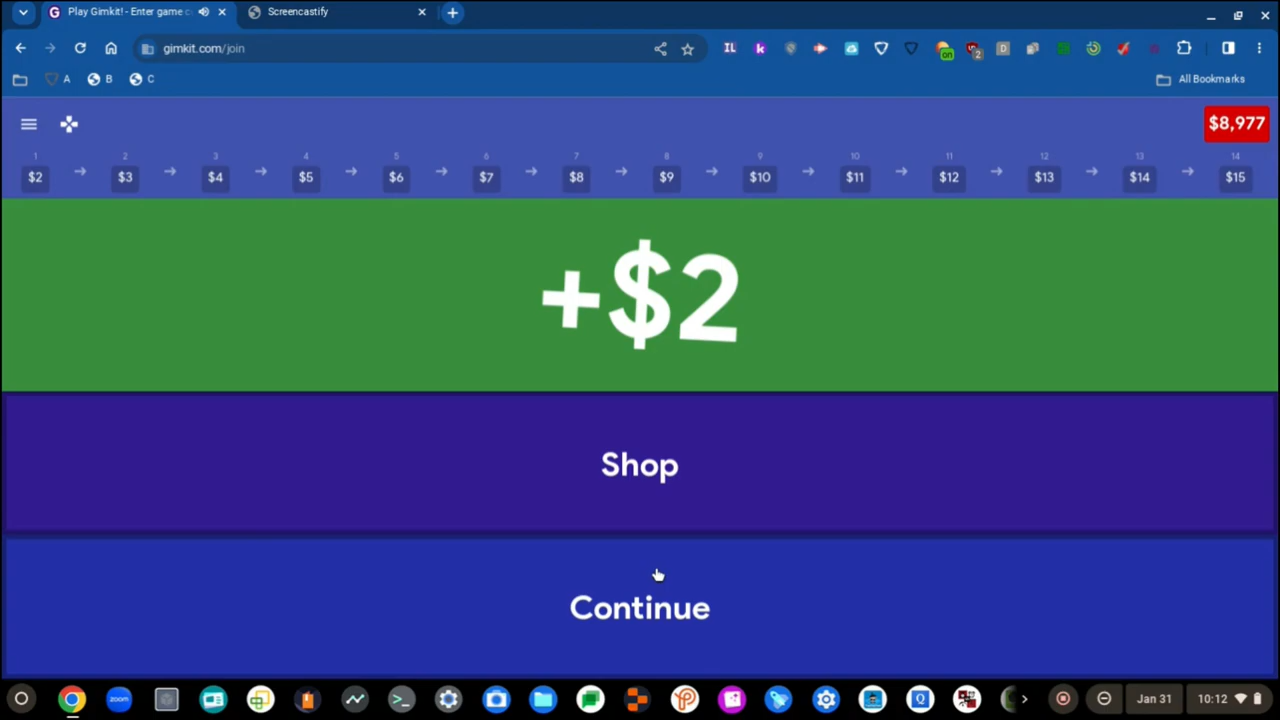 Play Gimkit! - Enter game c
Screencastify
gimkit.com/join
A
B
C
All Bookmarks
$8,977
1 2 3 4 5 6 7 8 9 10 11 12 13 14
$2 $3 $4 $5 $6 $7 $8 $9 $10 $11 $12 $13 $14 $15
+$2
Shop
Continue
Jan 31
10:12